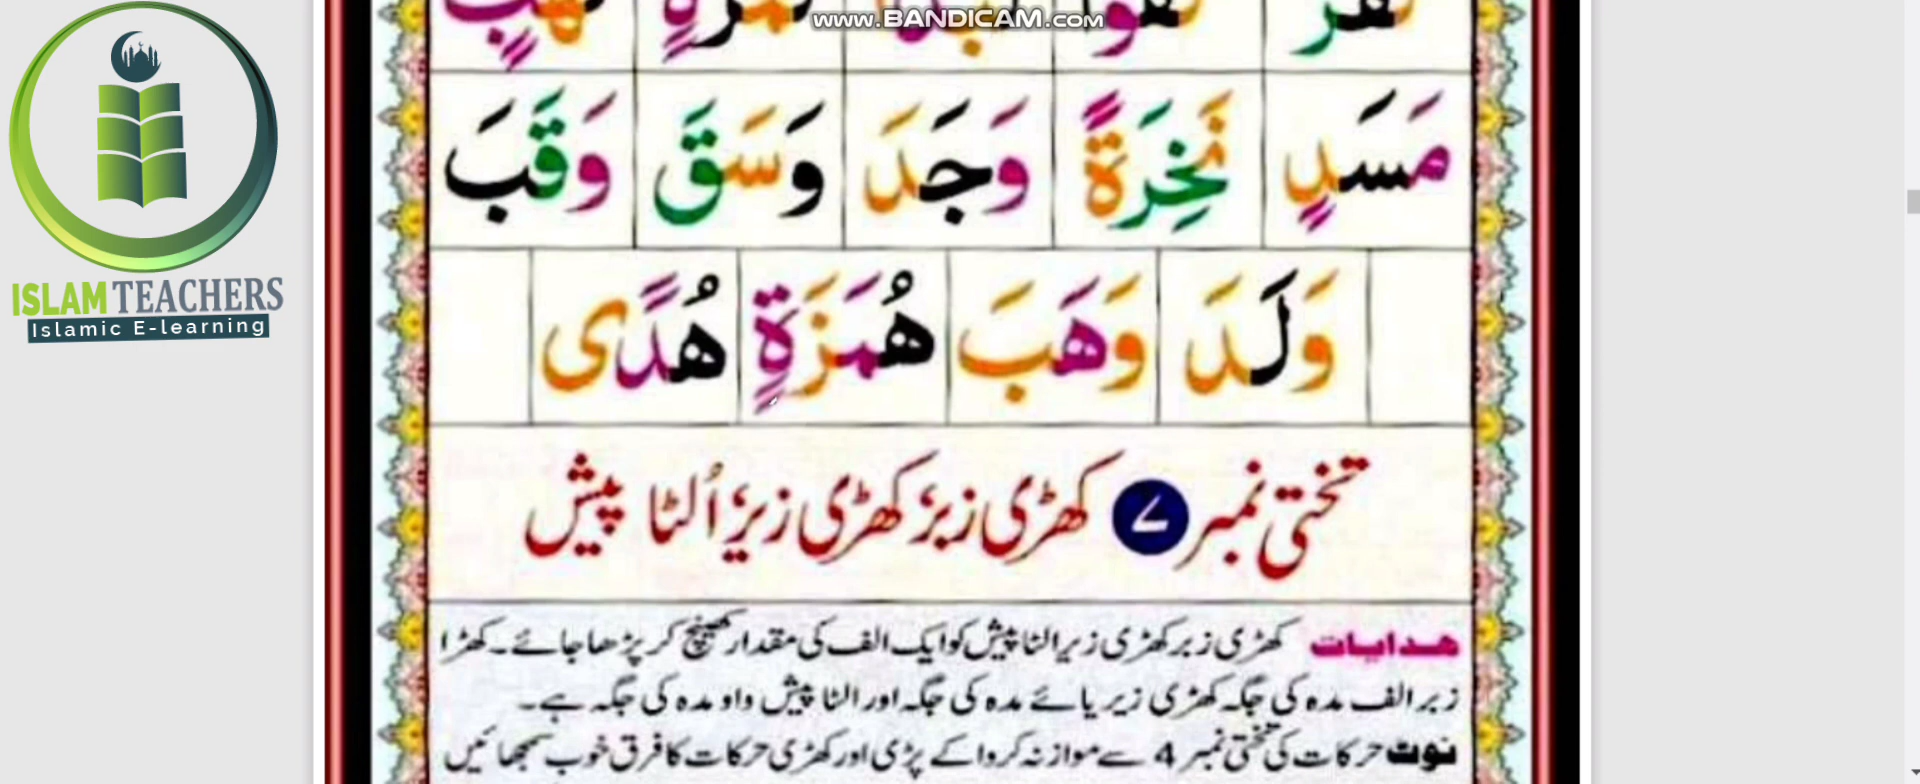 www.BANDICAM.com
مَسَدٍ نَخِرَةً وَجَدَ وَسَقَ وَقَبَ
وَلَدَ وَهَبَ هُمَزَةٍ هُدًى
تختی نمبر ۷ کھڑی زبر کھڑی زیر اُلٹا پیش
ھدایات کھڑی زبر کھڑی زیر الٹا پیش کو ایک الف کی مقدار کھینچ کر پڑھا جائے۔ کھڑا
زبر الف مدہ کی جگہ کھڑی زیر یائے مدہ کی جگہ اور الٹا پیش واو مدہ کی جگہ ہے۔
نوٹ حرکات کی تختی نمبر 4 سے موازنہ کروا کے پڑی اور کھڑی حرکات کا فرق خوب سمجھائیں
ISLAM TEACHERS
Islamic E-learning